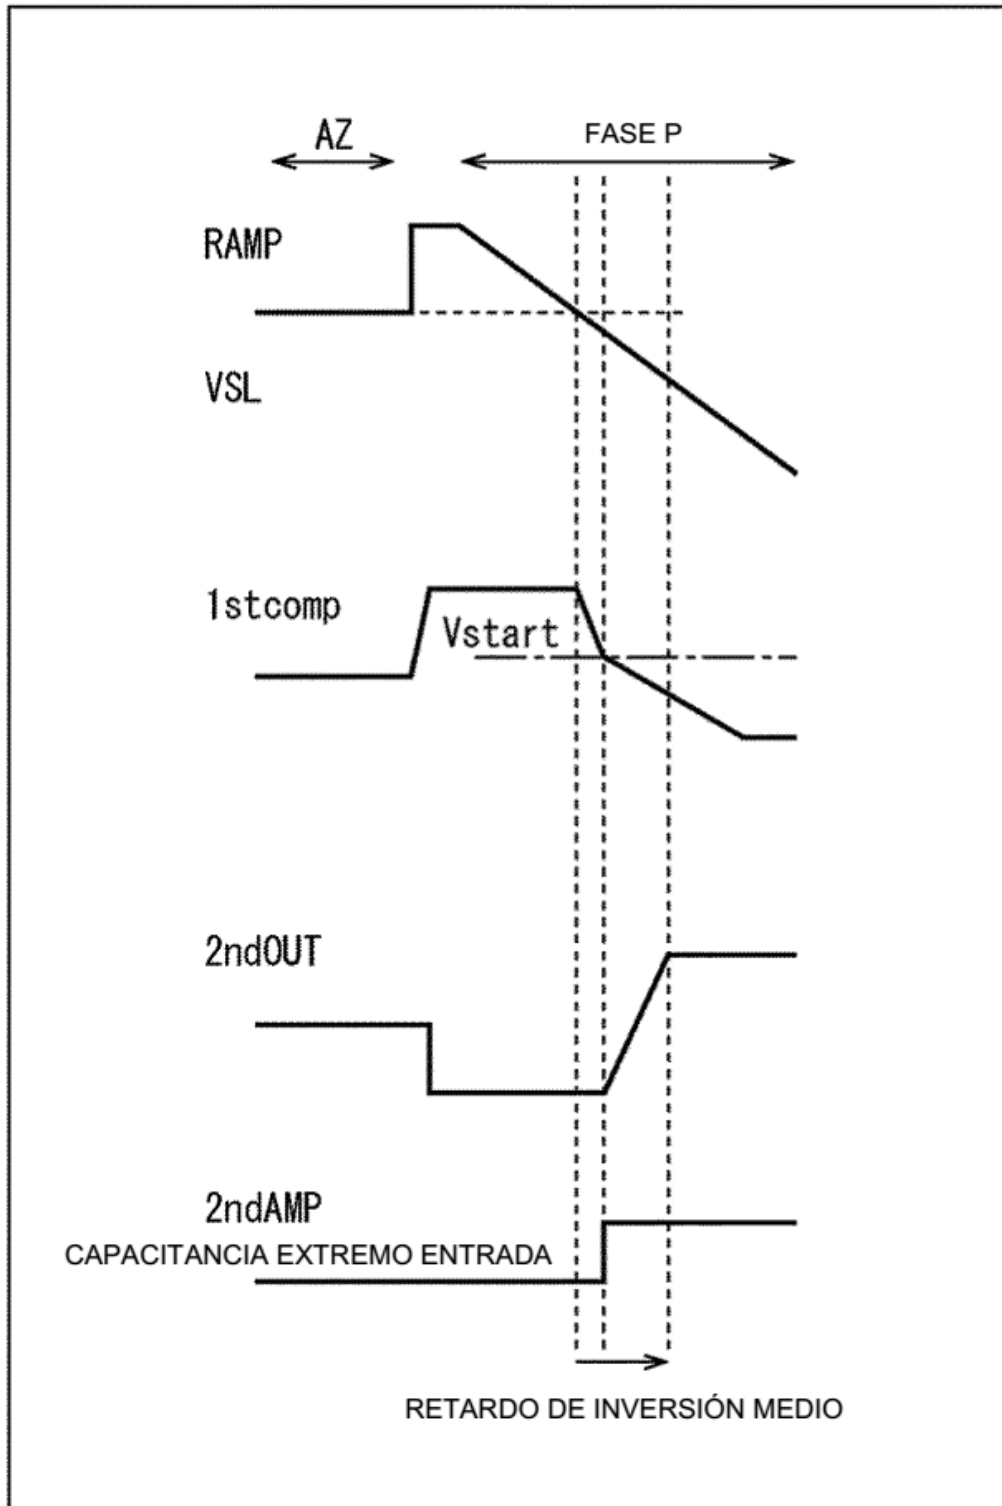 AZ
FASE P
RAMP
VSL
1stcomp
Vstart
2ndOUT
2ndAMP
CAPACITANCIA EXTREMO ENTRADA
RETARDO DE INVERSIÓN MEDIO